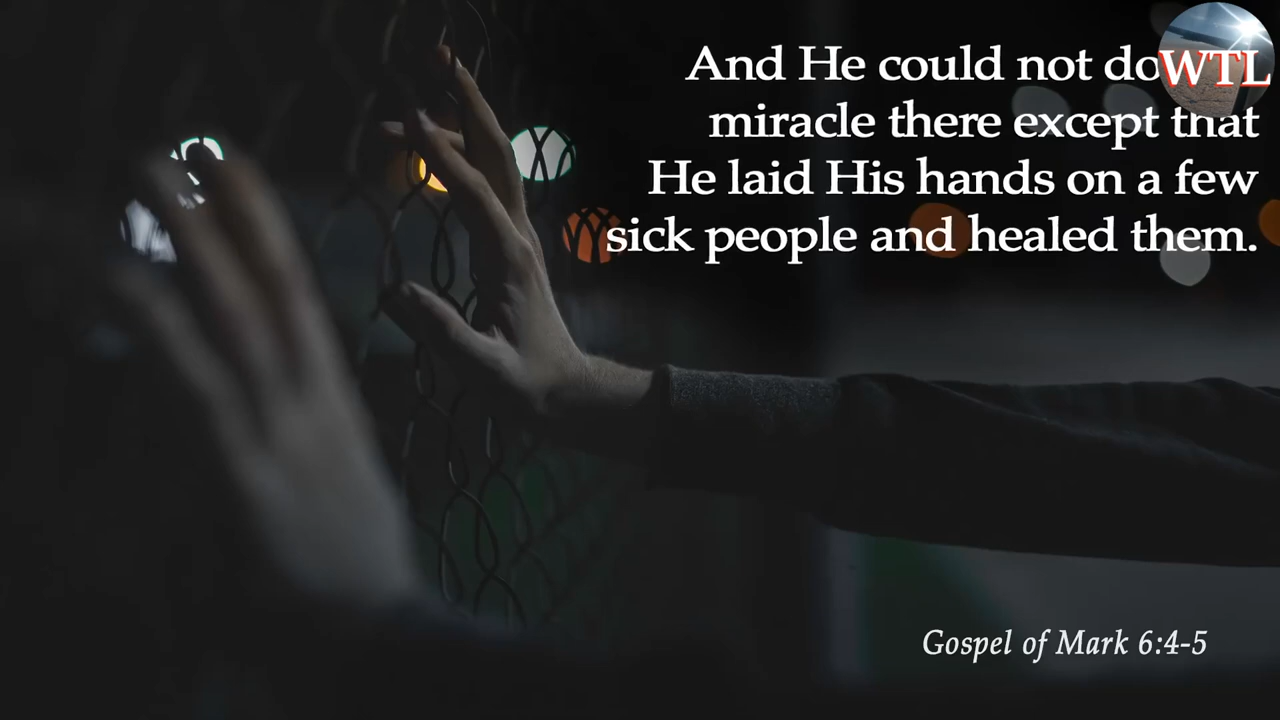 And He could not do
WTL
miracle there except that
He laid His hands on a few
sick people and healed them.
Gospel of Mark 6:4-5